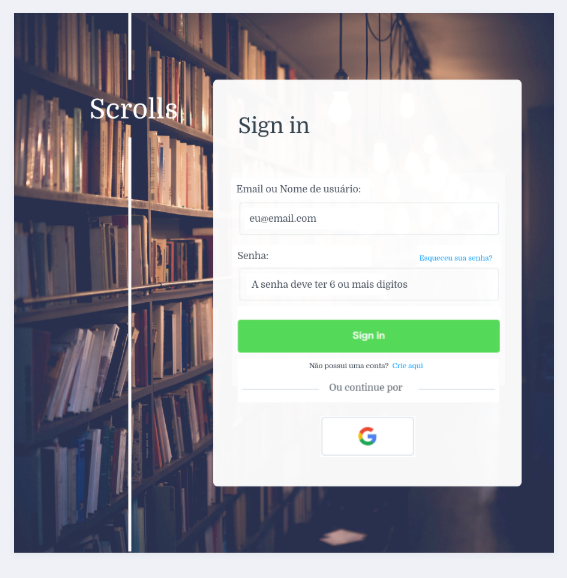 Scrolls
Sign in
Email ou Nome de usuário:
eu@email.com
Senha:
Esqueceu sua senha?
A senha deve ter 6 ou mais digitos
Sign in
Não possui uma conta? Crie aqui
Ou continue por